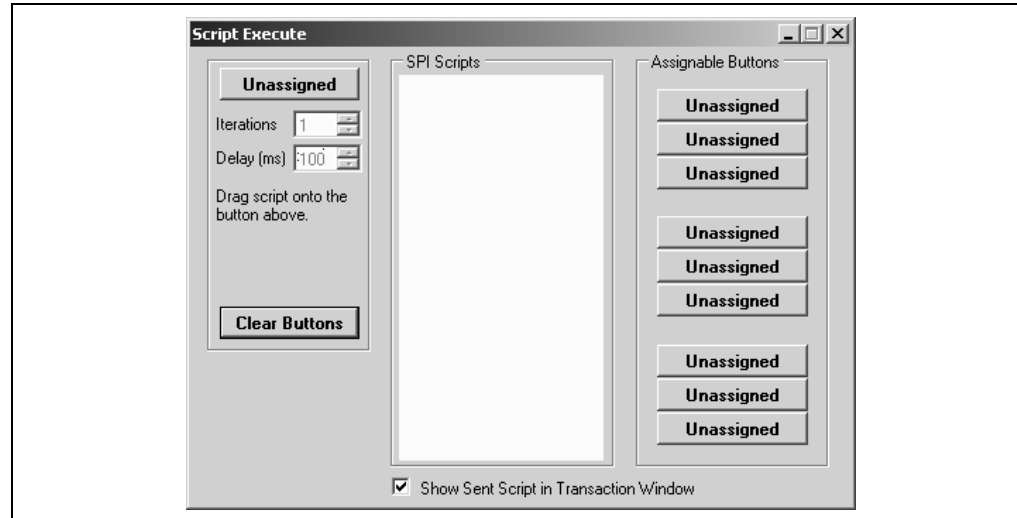 Script Execute
Unassigned
Iterations 1
Delay (ms) 100
Drag script onto the
button above.
Clear Buttons
SPI Scripts
Assignable Buttons
Unassigned
Unassigned
Unassigned
Unassigned
Unassigned
Unassigned
Unassigned
Unassigned
Unassigned
Show Sent Script in Transaction Window